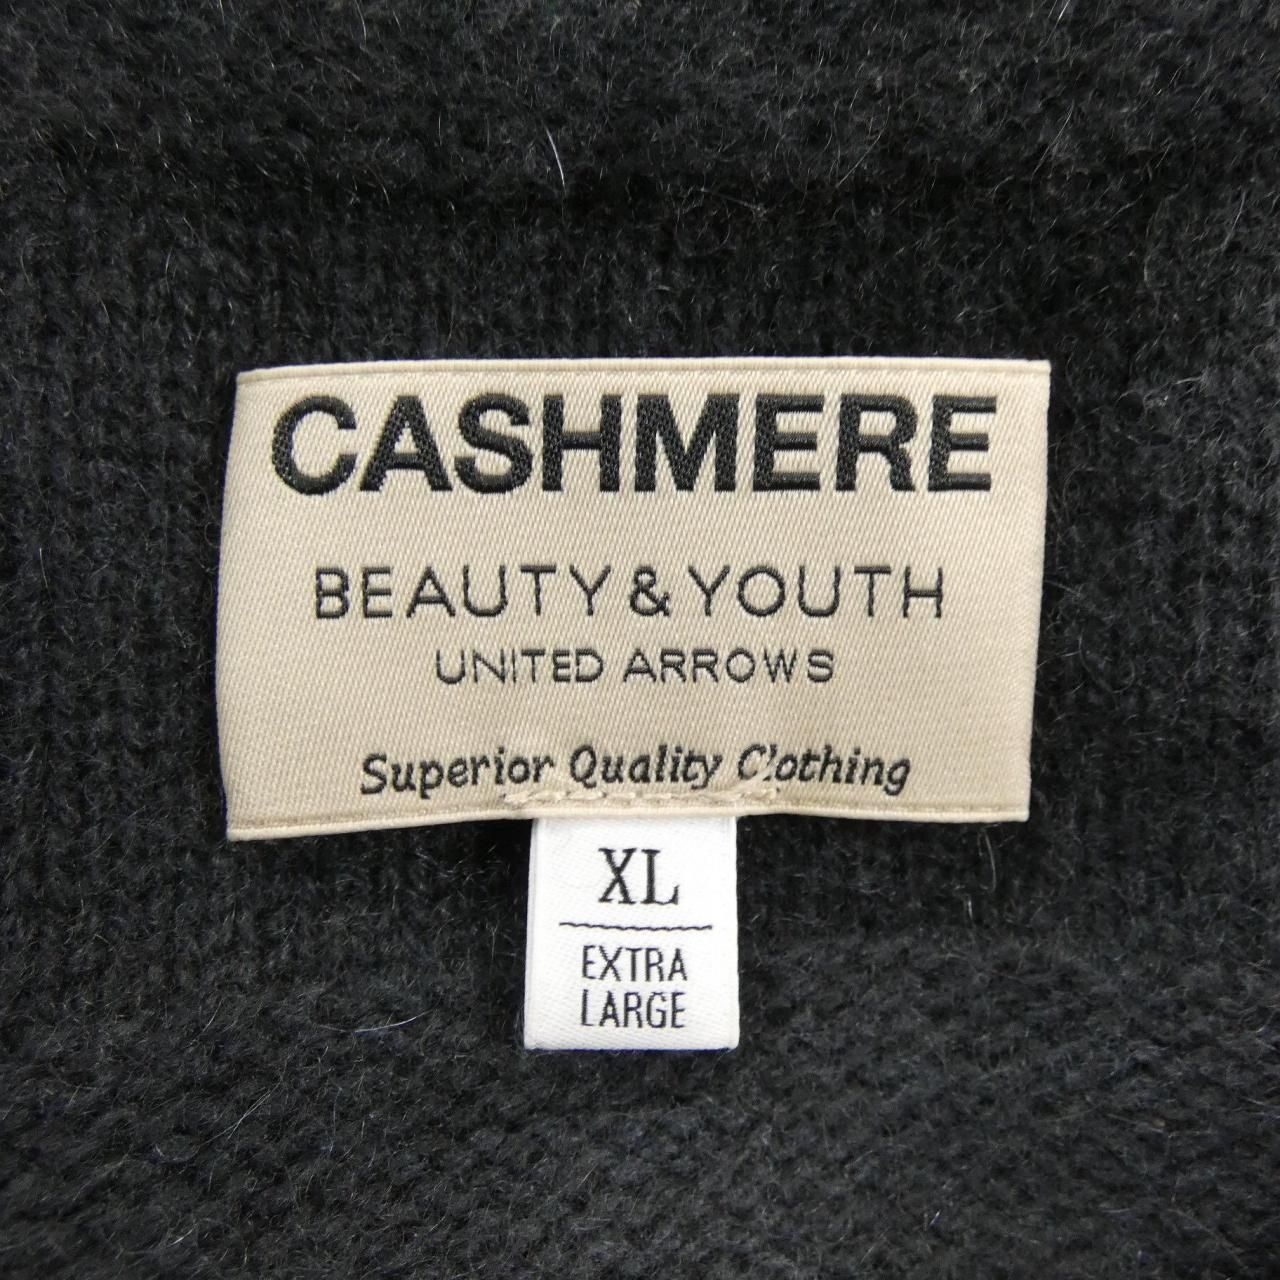 CASHMERE
BEAUTY & YOUTH
UNITED ARROWS
Superior Quality Clothing
XL
EXTRA
LARGE